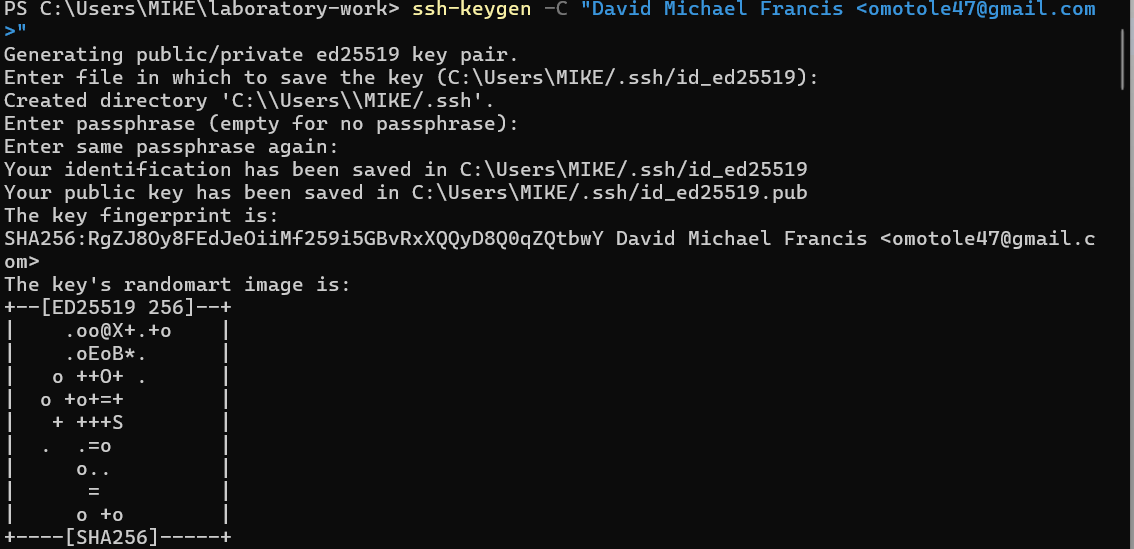 PS C:\Users\MIKE\laboratory-work> ssh-keygen -C "David Michael Francis <omotole47@gmail.com
>"
Generating public/private ed25519 key pair.
Enter file in which to save the key (C:\Users\MIKE/.ssh/id_ed25519):
Created directory 'C:\\Users\\MIKE/.ssh'.
Enter passphrase (empty for no passphrase):
Enter same passphrase again:
Your identification has been saved in C:\Users\MIKE/.ssh/id_ed25519
Your public key has been saved in C:\Users\MIKE/.ssh/id_ed25519.pub
The key fingerprint is:
SHA256:RgZJ8Oy8FEdJeOiiMf259i5GBvRxXQQyD8Q0qZQtbwY David Michael Francis <omotole47@gmail.c
om>
The key's randomart image is:
+--[ED25519 256]--+
|    .oo@X+.+o    |
|    .oEoB*.      |
|   o ++O+ .      |
|  o +o+=+        |
|   + +++S        |
|  .  .=o         |
|     o..         |
|      =          |
|     o +o        |
+----[SHA256]-----+